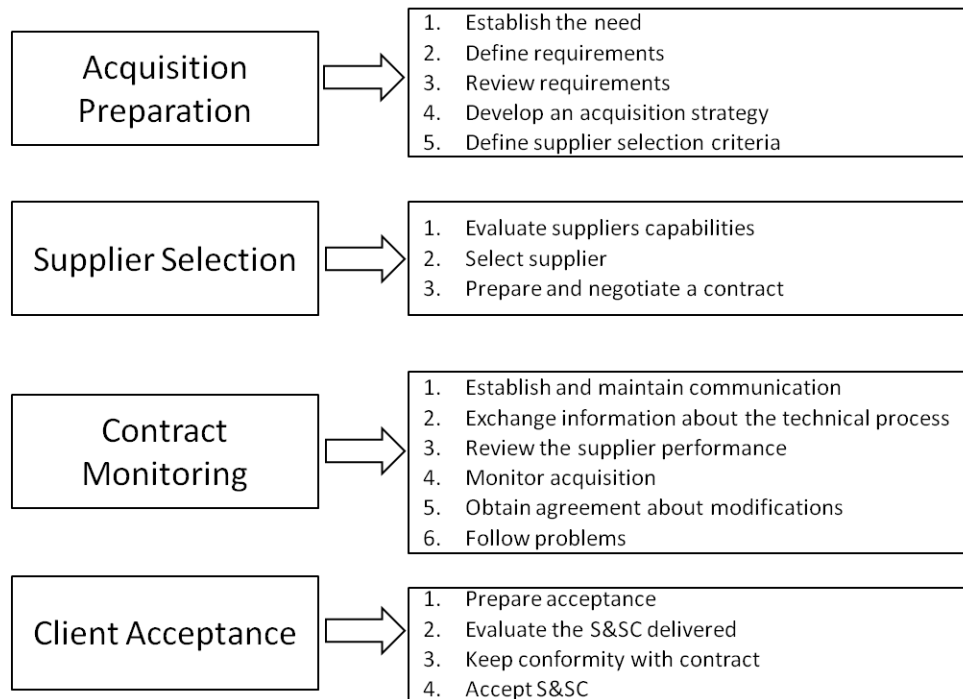 Acquisition
Preparation
1. Establish the need
2. Define requirements
3. Review requirements
4. Develop an acquisition strategy
5. Define supplier selection criteria
Supplier Selection
1. Evaluate suppliers capabilities
2. Select supplier
3. Prepare and negotiate a contract
Contract
Monitoring
1. Establish and maintain communication
2. Exchange information about the technical process
3. Review the supplier performance
4. Monitor acquisition
5. Obtain agreement about modifications
6. Follow problems
Client Acceptance
1. Prepare acceptance
2. Evaluate the S&SC delivered
3. Keep conformity with contract
4. Accept S&SC